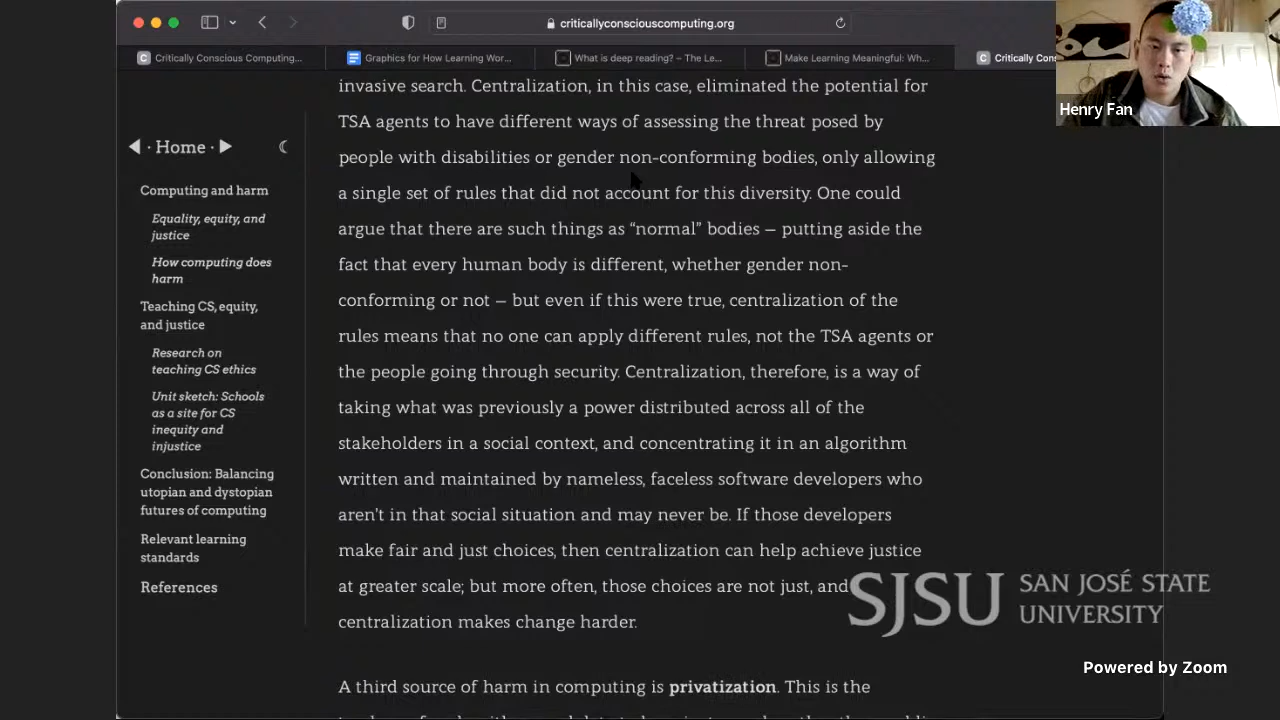 criticallyconsciouscomputing.org
Critically Conscious Computing...
Graphics for How Learning Wor...
What is deep reading? – The Le...
Make Learning Meaningful: Wh...
Critically Con
Henry Fan
◀ · Home · ▶
Computing and harm
Equality, equity, and
justice
How computing does
harm
Teaching CS, equity,
and justice
Research on
teaching CS ethics
Unit sketch: Schools
as a site for CS
inequity and
injustice
Conclusion: Balancing
utopian and dystopian
futures of computing
Relevant learning
standards
References
invasive search. Centralization, in this case, eliminated the potential for
TSA agents to have different ways of assessing the threat posed by
people with disabilities or gender non-conforming bodies, only allowing
a single set of rules that did not account for this diversity. One could
argue that there are such things as “normal” bodies — putting aside the
fact that every human body is different, whether gender non-
conforming or not — but even if this were true, centralization of the
rules means that no one can apply different rules, not the TSA agents or
the people going through security. Centralization, therefore, is a way of
taking what was previously a power distributed across all of the
stakeholders in a social context, and concentrating it in an algorithm
written and maintained by nameless, faceless software developers who
aren’t in that social situation and may never be. If those developers
make fair and just choices, then centralization can help achieve justice
at greater scale; but more often, those choices are not just, and
centralization makes change harder.
A third source of harm in computing is privatization. This is the
SJSU SAN JOSÉ STATE
UNIVERSITY
Powered by Zoom